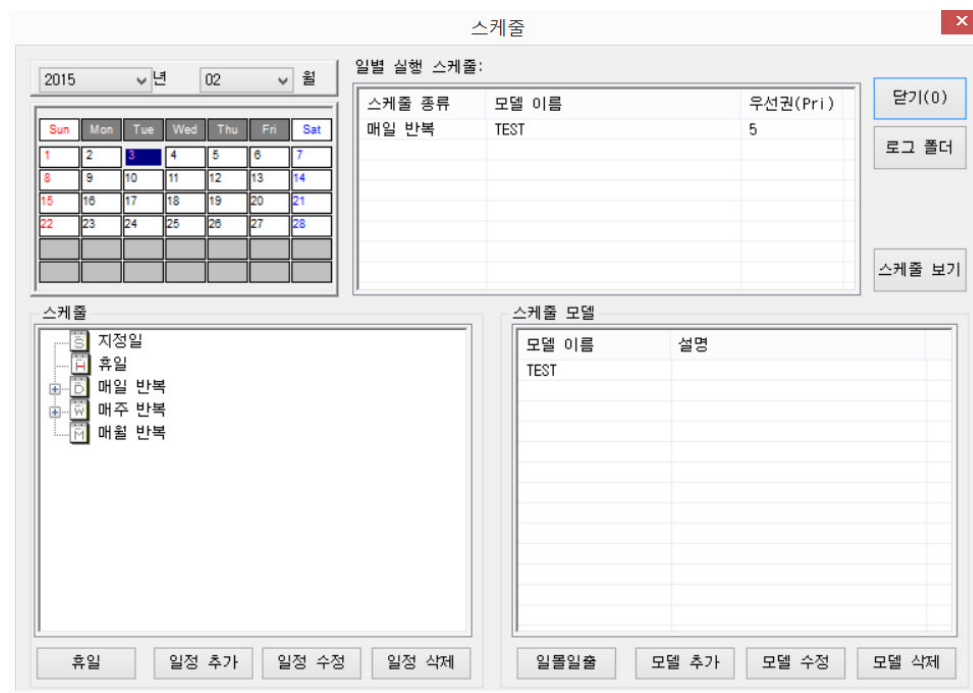 스케줄
2015 년 02 월
Sun Mon Tue Wed Thu Fri Sat
1 2 3 4 5 6 7
8 9 10 11 12 13 14
15 16 17 18 19 20 21
22 23 24 25 26 27 28
일별 실행 스케줄:
스케줄 종류 모델 이름 우선권(Pri)
매일 반복 TEST 5
닫기(0)
로그 폴더
스케줄 보기
스케줄
S 지정일
H 휴일
D 매일 반복
W 매주 반복
M 매월 반복
휴일 일정 추가 일정 수정 일정 삭제
스케줄 모델
모델 이름 설명
TEST
일몰일출 모델 추가 모델 수정 모델 삭제